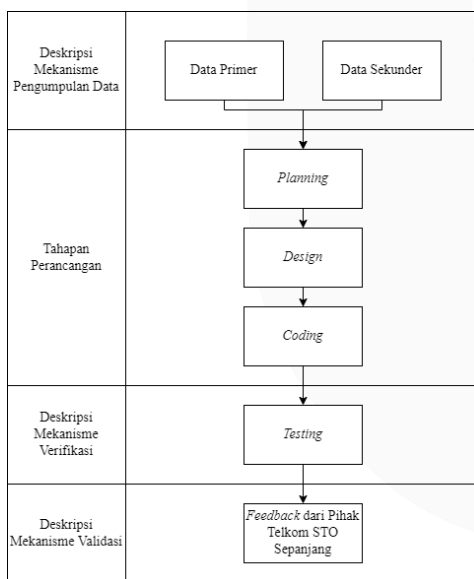 Deskripsi
Mekanisme
Pengumpulan Data
Data Primer
Data Sekunder
Tahapan
Perancangan
Planning
Design
Coding
Deskripsi
Mekanisme
Verifikasi
Testing
Deskripsi
Mekanisme Validasi
Feedback dari Pihak
Telkom STO
Sepanjang